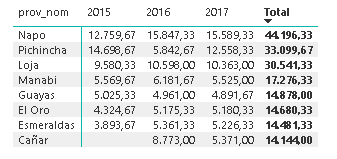 prov_nom 2015 2016 2017 Total
Napo 12.759,67 15.847,33 15.589,33 44.196,33
Pichincha 14.698,67 5.842,67 12.558,33 33.099,67
Loja 9.580,33 10.598,00 10.363,00 30.541,33
Manabi 5.569,67 6.181,67 5.525,00 17.276,33
Guayas 5.025,33 4.961,00 4.891,67 14.878,00
El Oro 4.324,67 5.175,33 5.180,33 14.680,33
Esmeraldas 3.893,67 5.361,33 5.226,33 14.481,33
Cañar 8.773,00 5.371,00 14.144,00